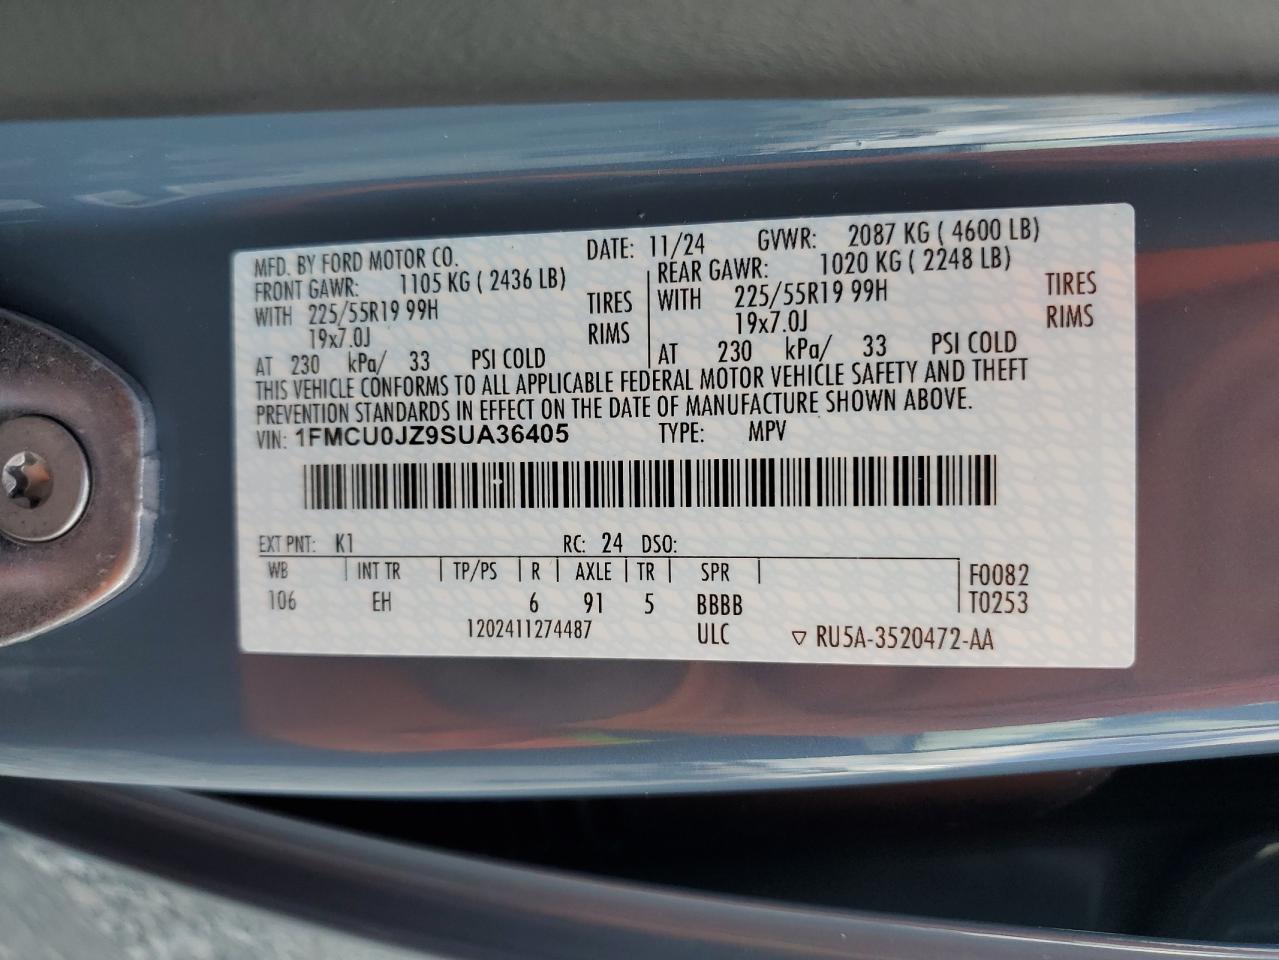 MFD. BY FORD MOTOR CO. DATE: 11/24 GVWR: 2087 KG ( 4600 LB)
FRONT GAWR: 1105 KG ( 2436 LB) REAR GAWR: 1020 KG ( 2248 LB)
WITH 225/55R19 99H TIRES WITH 225/55R19 99H TIRES
19x7.0J RIMS 19x7.0J RIMS
AT 230 kPa/ 33 PSI COLD AT 230 kPa/ 33 PSI COLD
THIS VEHICLE CONFORMS TO ALL APPLICABLE FEDERAL MOTOR VEHICLE SAFETY AND THEFT
PREVENTION STANDARDS IN EFFECT ON THE DATE OF MANUFACTURE SHOWN ABOVE.
VIN: 1FMCU0JZ9SUA36405 TYPE: MPV
EXT PNT: K1 RC: 24 DSO:
WB INT TR TP/PS R AXLE TR SPR F0082
106 EH 6 91 5 BBBB T0253
1202411274487 ULC ▽ RU5A-3520472-AA